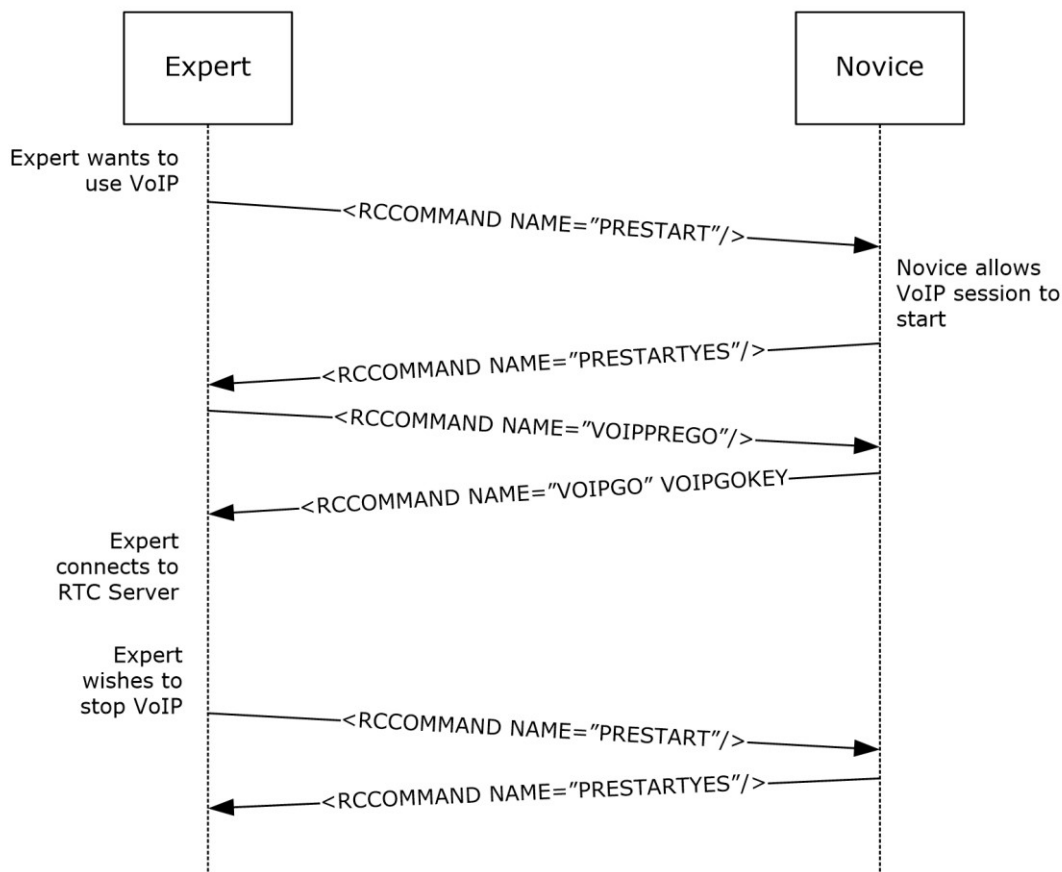 Expert
Novice
Expert wants to
use VoIP
<RCCOMMAND NAME=”PRESTART”/>
Novice allows
VoIP session to
start
<RCCOMMAND NAME=”PRESTARTYES”/>
<RCCOMMAND NAME=”VOIPPREGO”/>
<RCCOMMAND NAME=”VOIPGO” VOIPGOKEY
Expert
connects to
RTC Server
Expert
wishes to
stop VoIP
<RCCOMMAND NAME=”PRESTART”/>
<RCCOMMAND NAME=”PRESTARTYES”/>